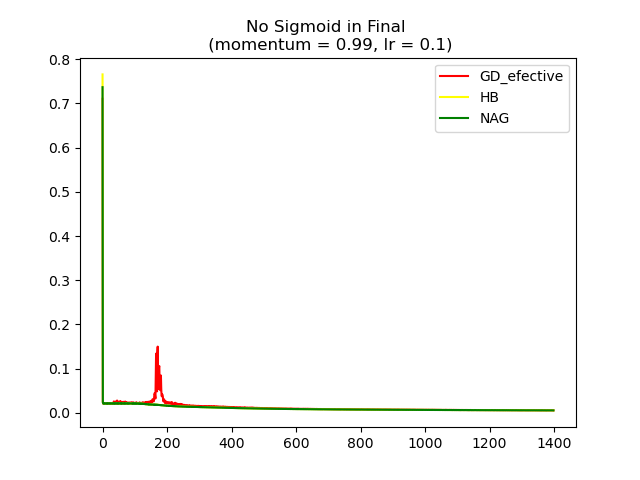 No Sigmoid in Final
(momentum = 0.99, lr = 0.1)
GD_efective
HB
NAG
0.8
0.7
0.6
0.5
0.4
0.3
0.2
0.1
0.0
0 200 400 600 800 1000 1200 1400